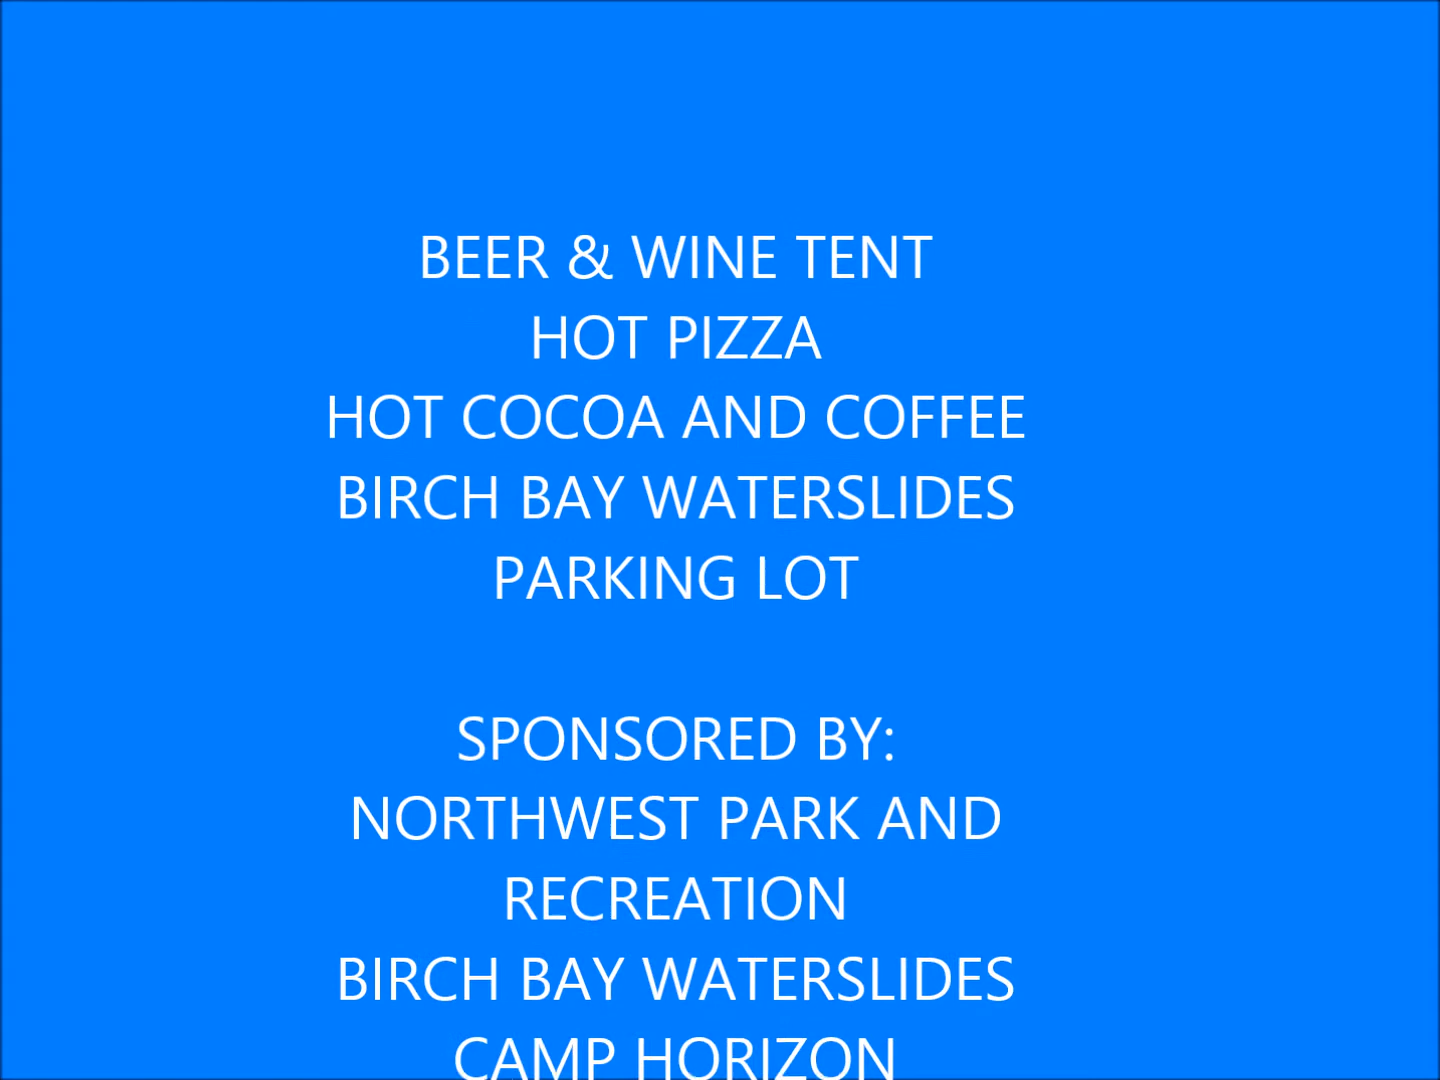 BEER & WINE TENT
HOT PIZZA
HOT COCOA AND COFFEE
BIRCH BAY WATERSLIDES
PARKING LOT
SPONSORED BY:
NORTHWEST PARK AND
RECREATION
BIRCH BAY WATERSLIDES
CAMP HORIZON